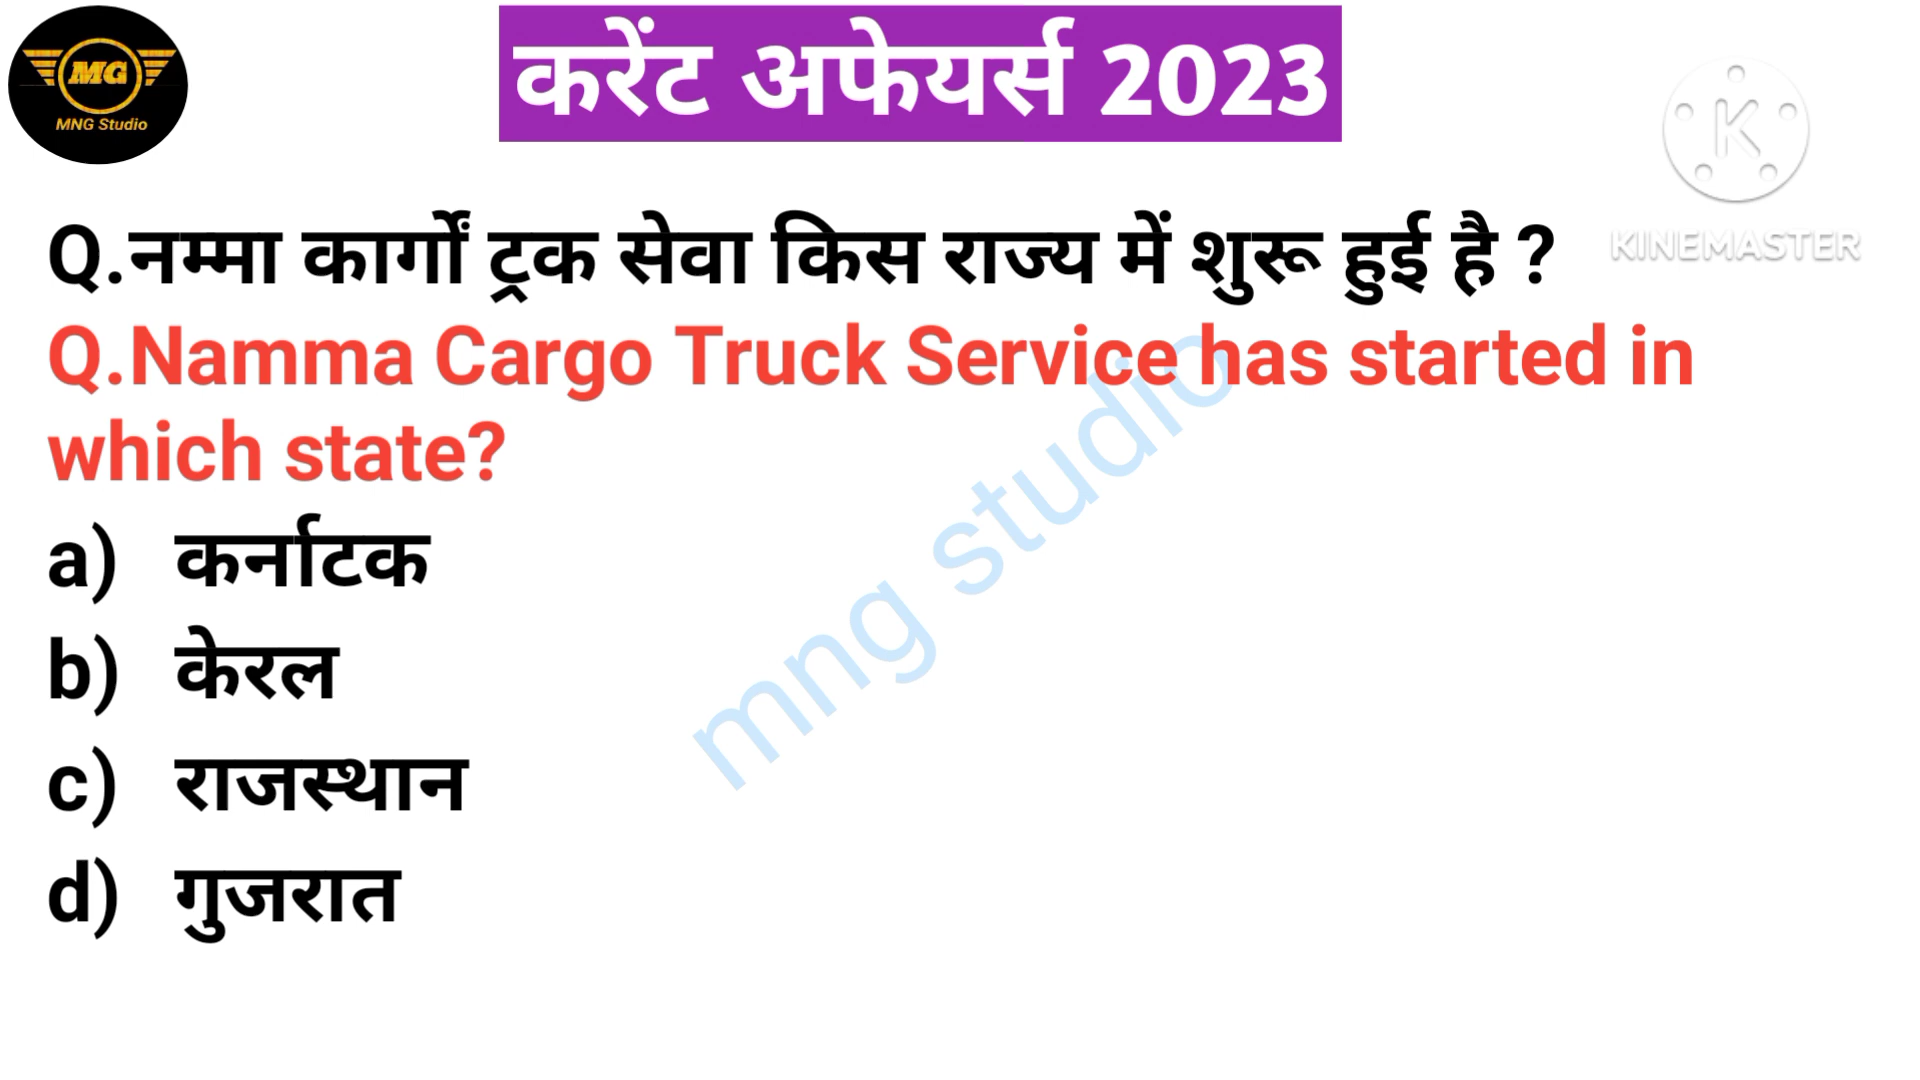 MG
MNG Studio
करेंट अफेयर्स 2023
K
KINEMASTER
Q.नम्मा कार्गों ट्रक सेवा किस राज्य में शुरू हुई है ?
Q.Namma Cargo Truck Service has started in
which state?
a) कर्नाटक
b) केरल
c) राजस्थान
d) गुजरात
mng studio